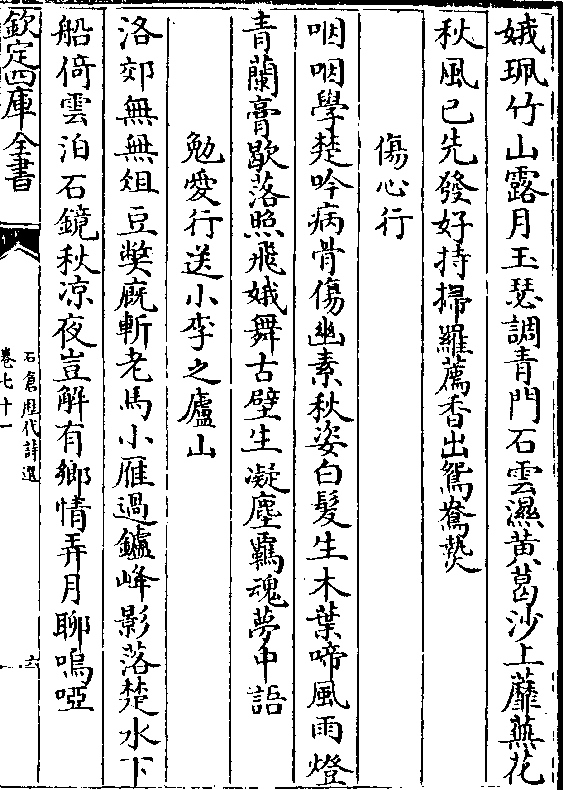 娥珮竹山露月玉瑟調青門石雲濕黄葛沙上蘼蕪花
秋風已先發好持掃羅薦香出鴛鴦𤍠
傷心行
咽咽學楚吟病骨傷幽素秋姿白髮生木葉啼風雨燈
青蘭膏歇落照飛娥舞古壁生凝塵羈魂夢中語
勉愛行送小李之廬山
洛郊無無俎豆獘廐斬老馬小雁過鑪峰影落楚水下
船倚雲泊石鏡秋凉夜豈解有鄉情弄月聊嗚啞
欽定四庫全書
石倉歴代詩選
卷七十一
六